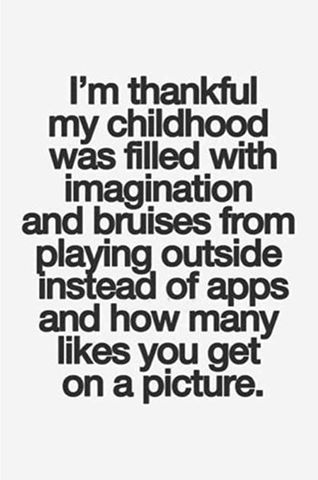 I'm thankful
my childhood
was filled with
imagination
and bruises from
playing outside
instead of apps
and how many
likes you get
on a picture.